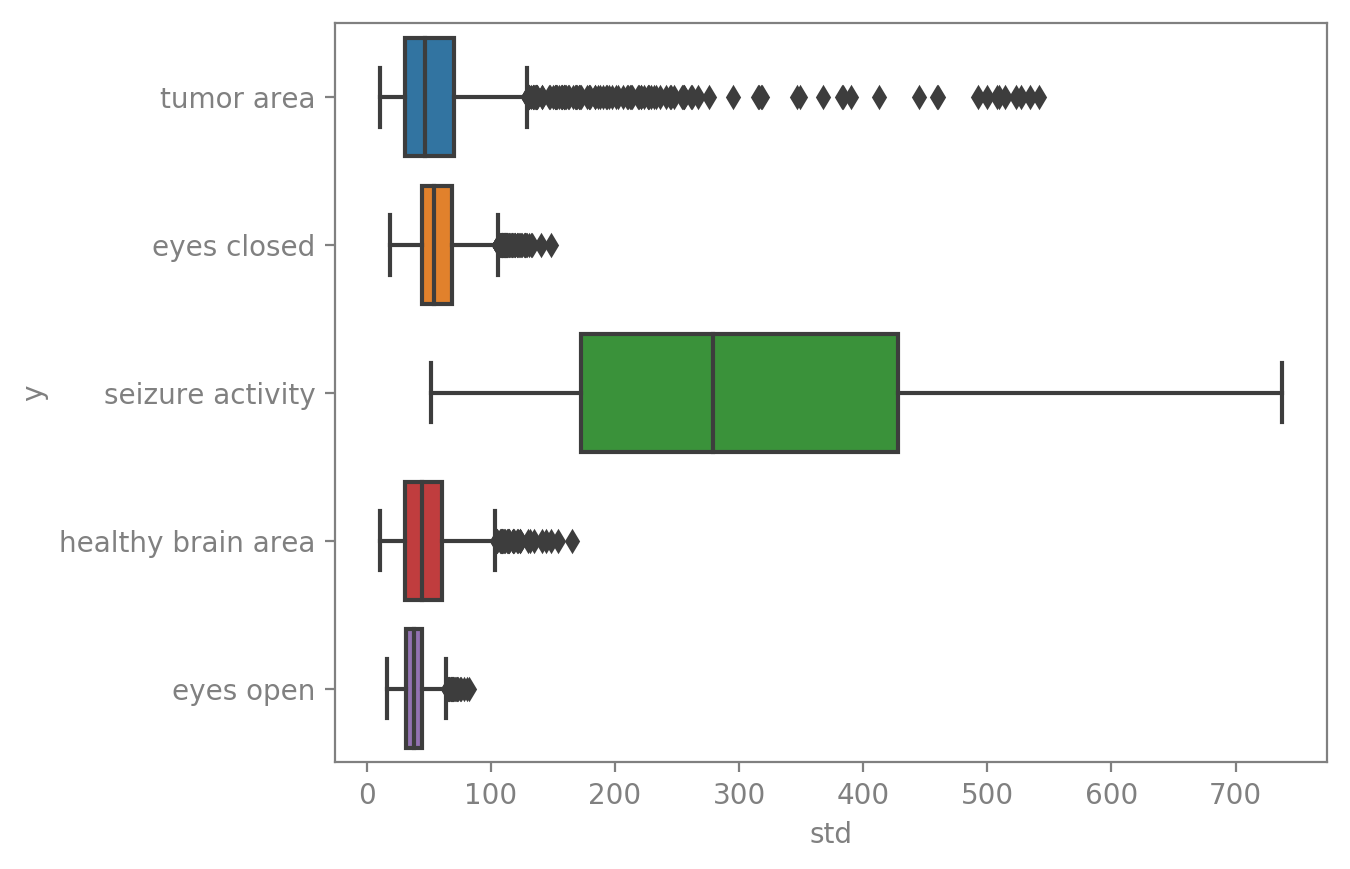 tumor area
eyes closed
seizure activity
healthy brain area
eyes open
y
0 100 200 300 400 500 600 700
std